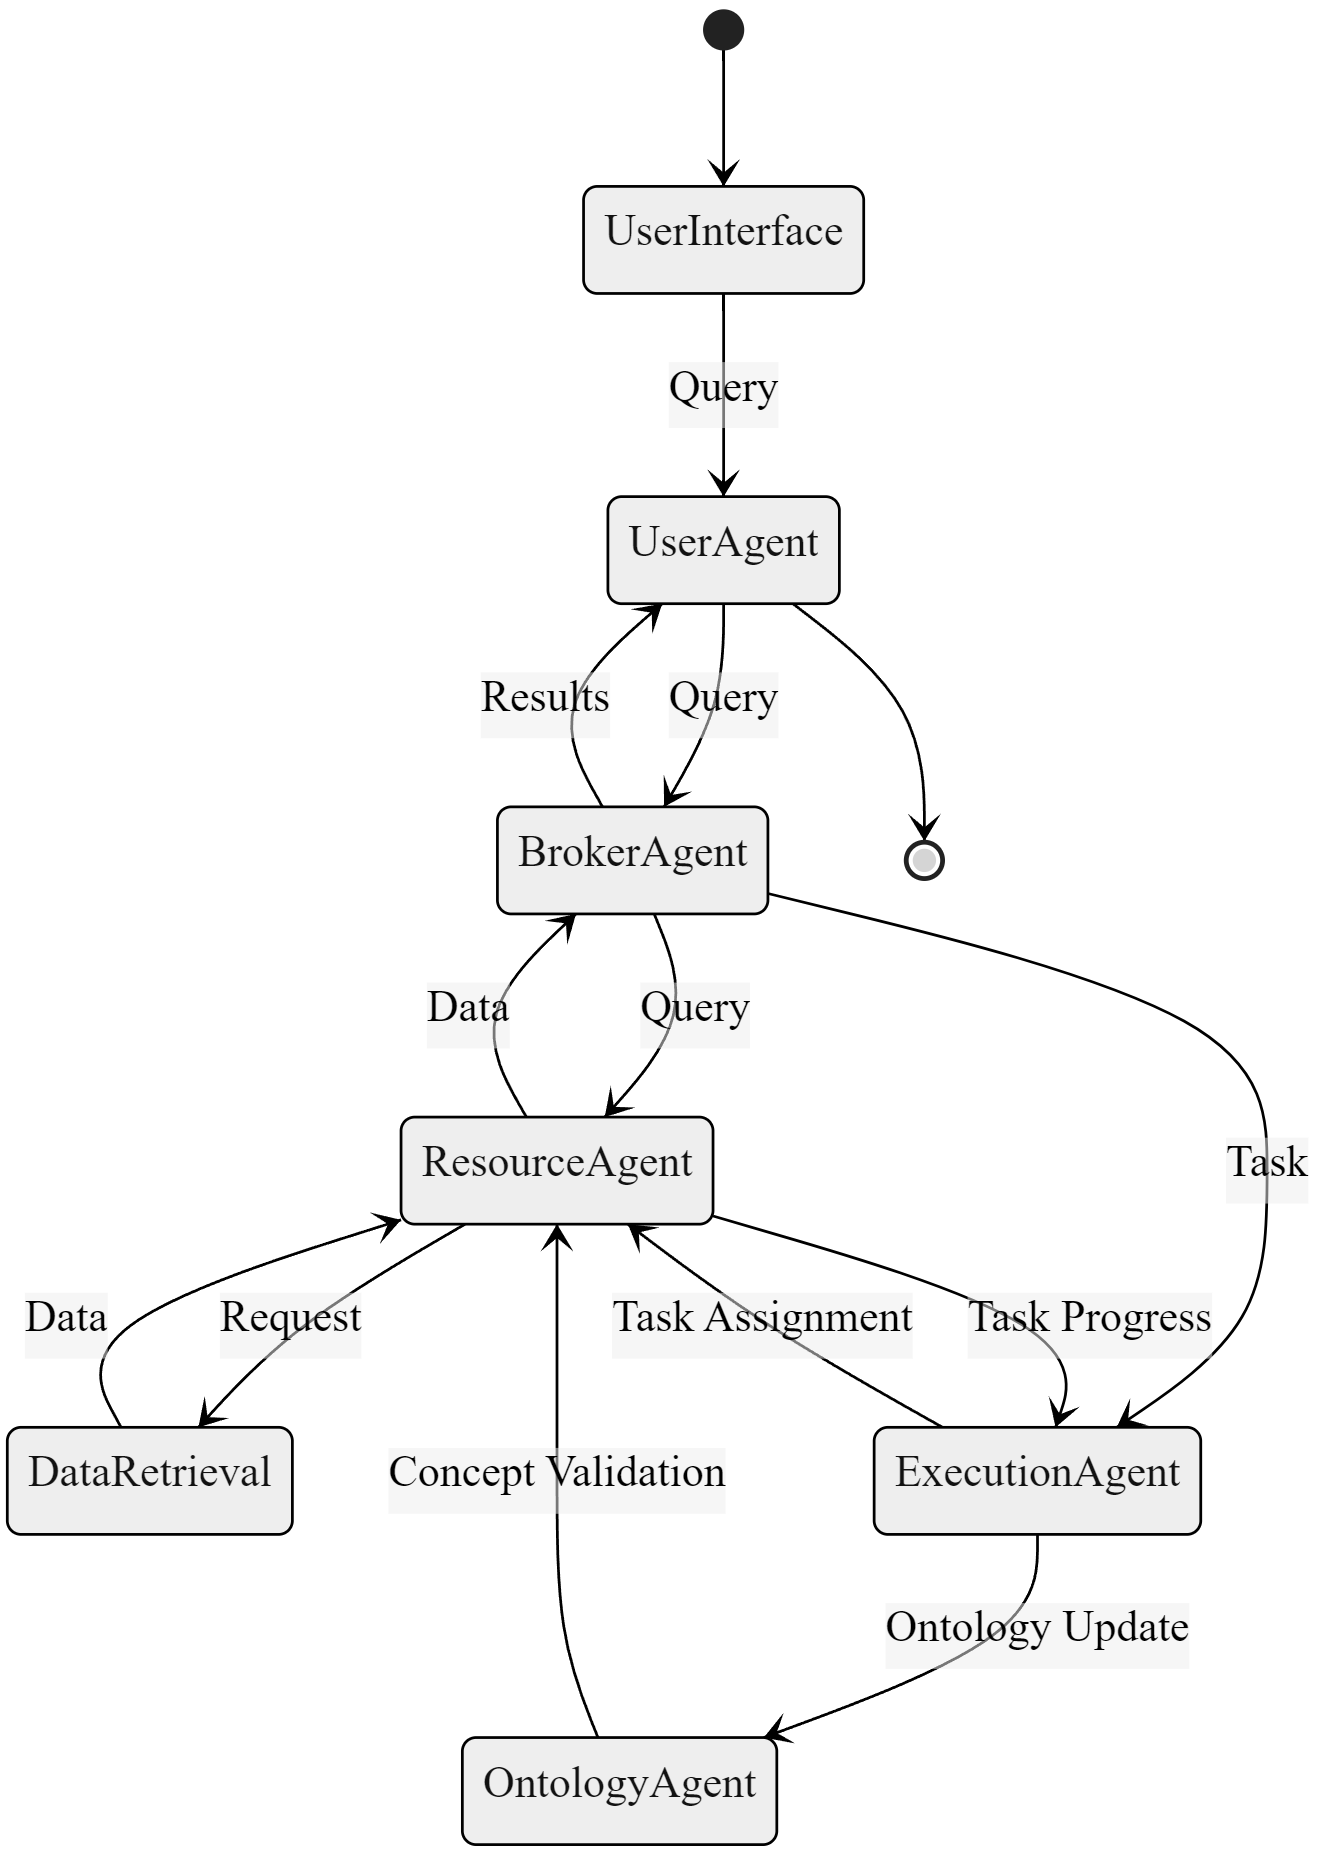 UserInterface
Query
UserAgent
Results
Query
BrokerAgent
Data
Query
ResourceAgent
Task
Data
Request
Task Assignment
Task Progress
DataRetrieval
Concept Validation
ExecutionAgent
Ontology Update
OntologyAgent